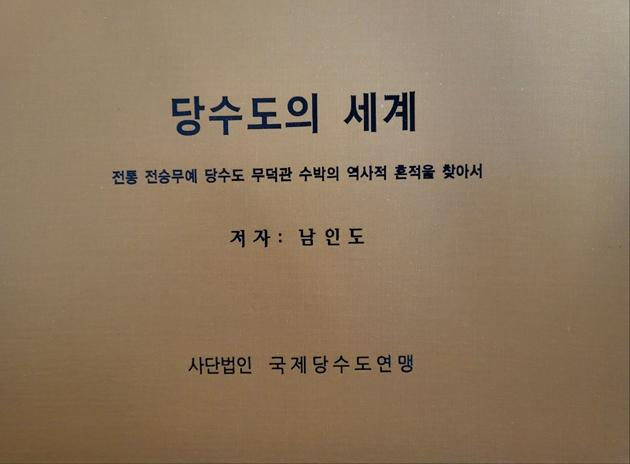 당수도의 세계
전통 전승무예 당수도 무덕관 수박의 역사적 흔적을 찾아서
저자: 남인도
사단법인 국제당수도연맹